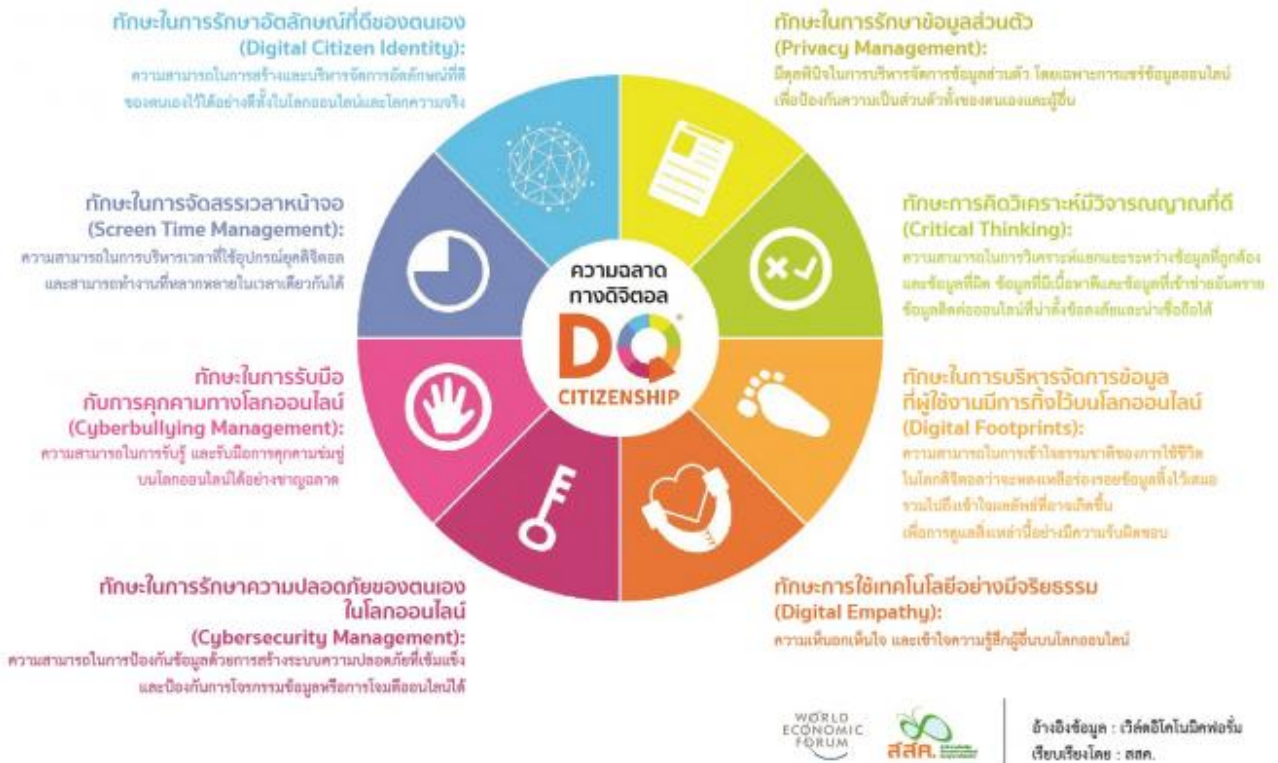 ทักษะในการรักษาอัตลักษณ์ที่ดีของตนเอง
(Digital Citizen Identity):
ความสามารถในการสร้างและบริหารจัดการอัตลักษณ์ที่ดี
ของตนเองไว้ได้อย่างดีทั้งในโลกออนไลน์และโลกความจริง
ทักษะในการรักษาข้อมูลส่วนตัว
(Privacy Management):
มีดุลพินิจในการบริหารจัดการข้อมูลส่วนตัว โดยเฉพาะการแชร์ข้อมูลออนไลน์
เพื่อป้องกันความเป็นส่วนตัวทั้งของตนเองและผู้อื่น
ทักษะในการจัดสรรเวลาหน้าจอ
(Screen Time Management):
ความสามารถในการบริหารเวลาที่ใช้อุปกรณ์ยุคดิจิตอล
และสามารถทำงานที่หลากหลายในเวลาเดียวกันได้
ทักษะการคิดวิเคราะห์มีวิจารณญาณที่ดี
(Critical Thinking):
ความสามารถในการวิเคราะห์แยกแยะระหว่างข้อมูลที่ถูกต้อง
และข้อมูลที่ผิด ข้อมูลที่มีเนื้อหาดีและข้อมูลที่เข้าข่ายอันตราย
ข้อมูลติดต่อออนไลน์ที่น่าตั้งข้อสงสัยและน่าเชื่อถือได้
ความฉลาด
ทางดิจิตอล
DQ
CITIZENSHIP
ทักษะในการรับมือ
กับการคุกคามทางโลกออนไลน์
(Cyberbullying Management):
ความสามารถในการรับรู้ และรับมือการคุกคามข่มขู่
บนโลกออนไลน์ได้อย่างชาญฉลาด
ทักษะในการบริหารจัดการข้อมูล
ที่ผู้ใช้งานมีการทิ้งไว้บนโลกออนไลน์
(Digital Footprints):
ความสามารถในการเข้าใจธรรมชาติของการใช้ชีวิต
ในโลกดิจิตอลว่าจะหลงเหลือร่องรอยข้อมูลทิ้งไว้เสมอ
รวมไปถึงเข้าใจผลลัพธ์ที่อาจเกิดขึ้น
เพื่อการดูแลสิ่งเหล่านี้อย่างมีความรับผิดชอบ
ทักษะในการรักษาความปลอดภัยของตนเอง
ในโลกออนไลน์
(Cybersecurity Management):
ความสามารถในการป้องกันข้อมูลด้วยการสร้างระบบความปลอดภัยที่เข้มแข็ง
และป้องกันการโจรกรรมข้อมูลหรือการโจมตีออนไลน์ได้
ทักษะการใช้เทคโนโลยีอย่างมีจริยธรรม
(Digital Empathy):
ความเห็นอกเห็นใจ และเข้าใจความรู้สึกผู้อื่นบนโลกออนไลน์
WORLD
ECONOMIC
FORUM
สสค.
อ้างอิงข้อมูล : เวิล์ดอีโคโนมิคฟอรั่ม
เรียบเรียงโดย : สสค.